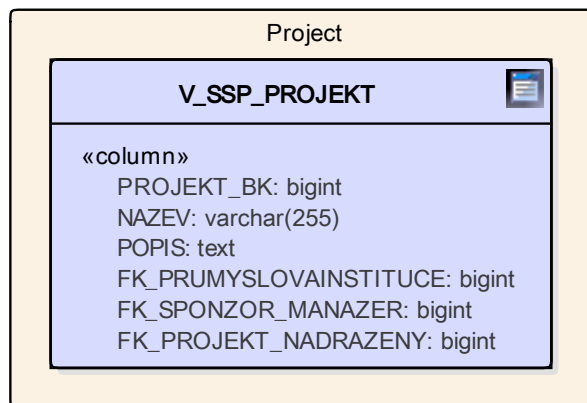 Project
V_SSP_PROJEKT
«column»
PROJEKT_BK: bigint
NAZEV: varchar(255)
POPIS: text
FK_PRUMYSLOVAINSTITUCE: bigint
FK_SPONZOR_MANAZER: bigint
FK_PROJEKT_NADRAZENY: bigint